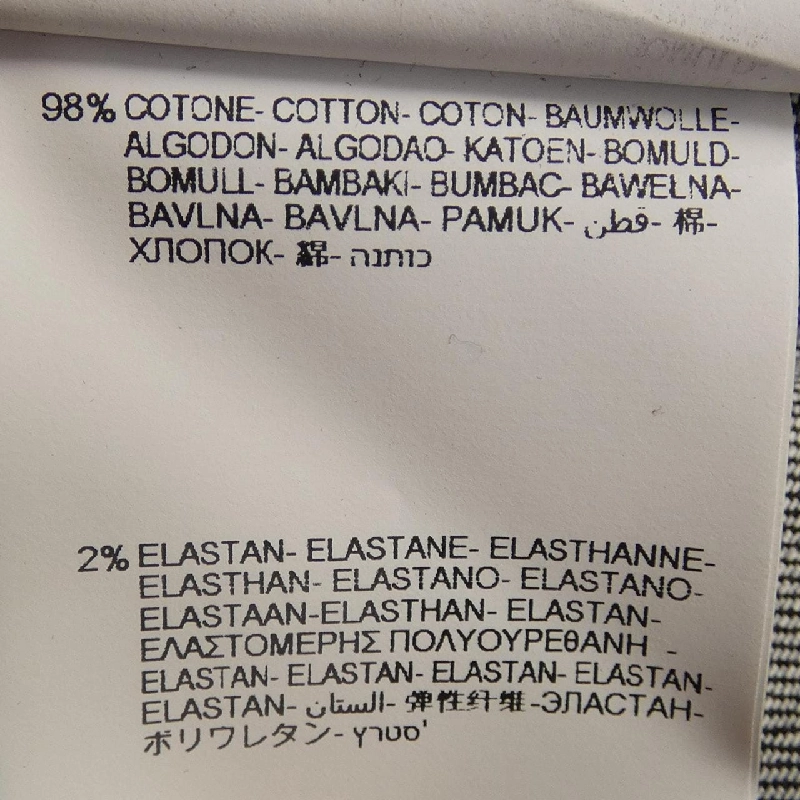 98% COTONE- COTTON- COTON- BAUMWOLLE-
ALGODON- ALGODAO- KATOEN- BOMULD-
BOMULL- BAMBAKI- BUMBAC- BAWEŁNA-
BAVLNA- BAVLNA- PAMUK- قطن- 棉-
ХЛОПОК- 綿- כותנה
2% ELASTAN- ELASTANE- ELASTHANNE-
ELASTHAN- ELASTANO- ELASTANO-
ELASTAAN-ELASTHAN- ELASTAN-
ΕΛΑΣΤΟΜΕΡΗΣ ΠΟΛΥΟΥΡΕΘΑΝΗ -
ELASTAN- ELASTAN- ELASTAN- ELASTAN-
ELASTAN- الستان- 弹性纤维-ЭЛАСТАН-
ポリウレタン- סטרץ'